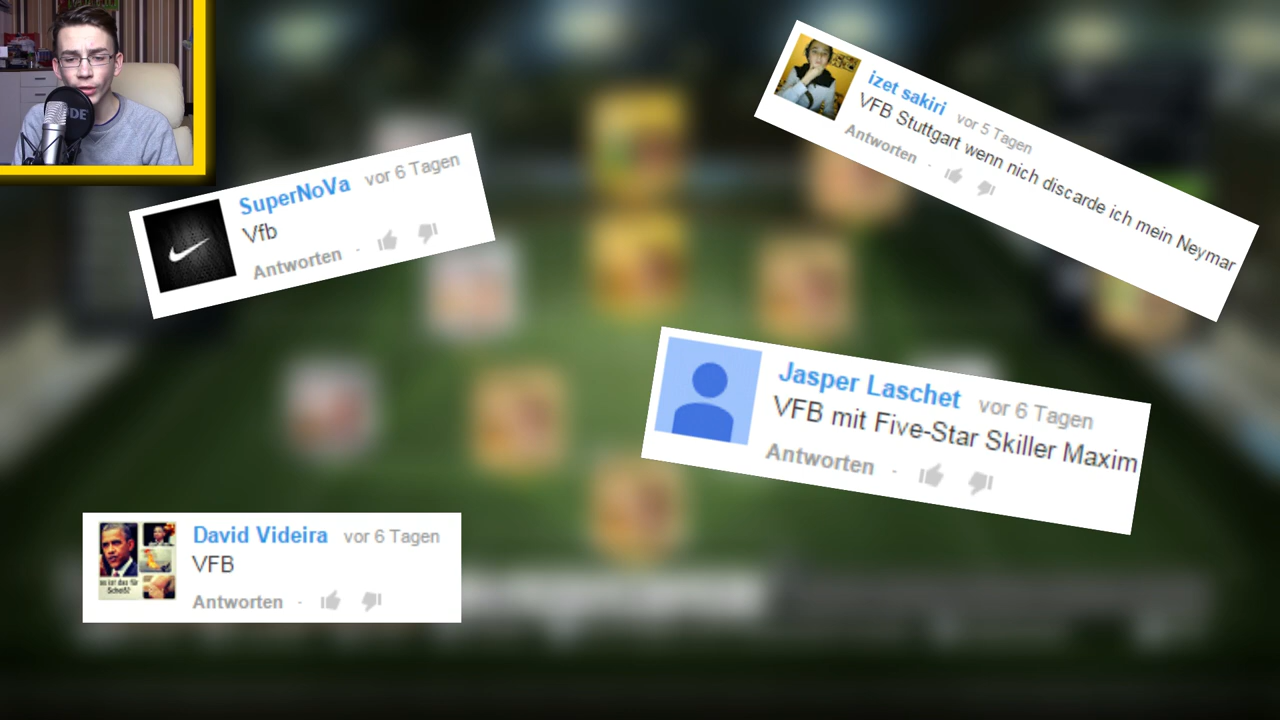 SuperNoVa vor 6 Tagen
Vfb
Antworten ·
izet sakiri vor 5 Tagen
VFB Stuttgart wenn nich discarde ich mein Neymar
Antworten ·
Jasper Laschet vor 6 Tagen
VFB mit Five-Star Skiller Maxim
Antworten ·
David Videira vor 6 Tagen
VFB
Antworten ·